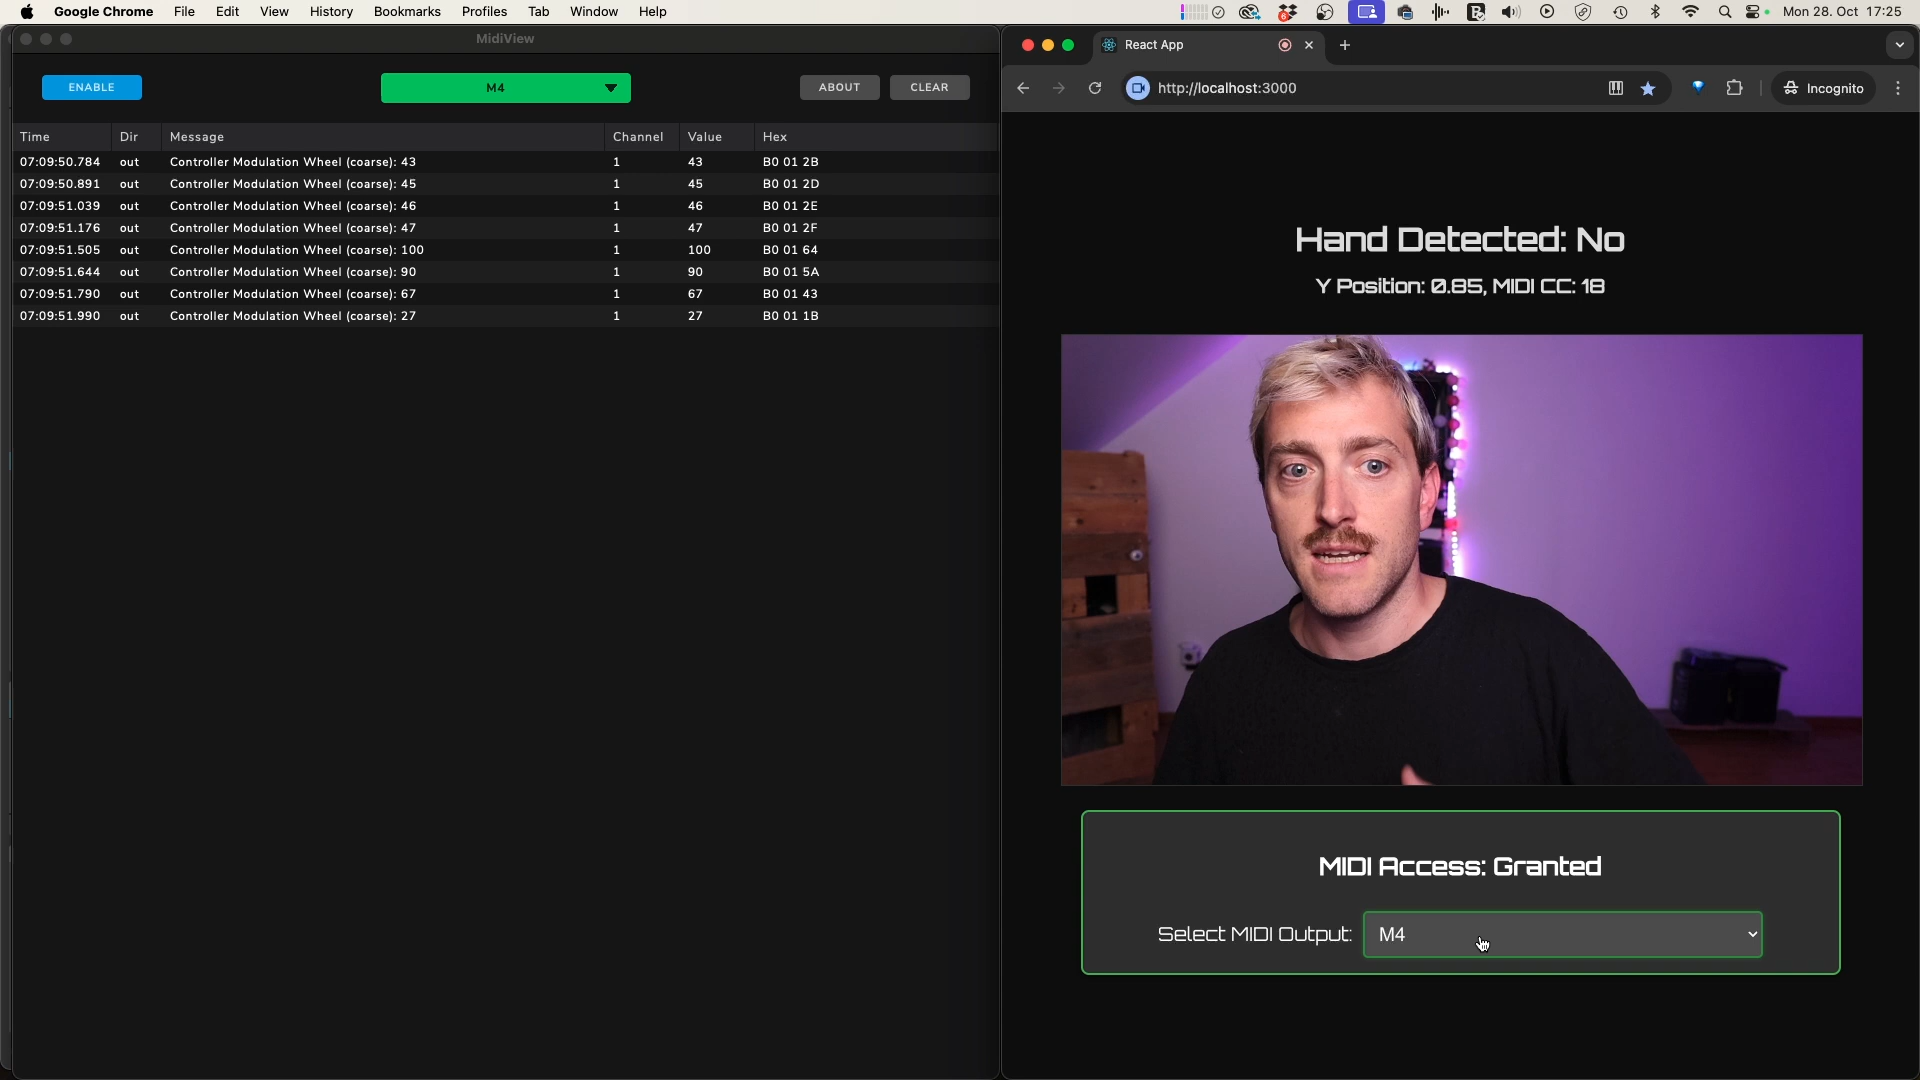 Google Chrome File Edit View History Bookmarks Profiles Tab Window Help
6 Mon 28. Oct 17:25
MidiView
ENABLE M4 ABOUT CLEAR
Time Dir Message Channel Value Hex
07:09:50.784 out Controller Modulation Wheel (coarse): 43 1 43 B0 01 2B
07:09:50.891 out Controller Modulation Wheel (coarse): 45 1 45 B0 01 2D
07:09:51.039 out Controller Modulation Wheel (coarse): 46 1 46 B0 01 2E
07:09:51.176 out Controller Modulation Wheel (coarse): 47 1 47 B0 01 2F
07:09:51.505 out Controller Modulation Wheel (coarse): 100 1 100 B0 01 64
07:09:51.644 out Controller Modulation Wheel (coarse): 90 1 90 B0 01 5A
07:09:51.790 out Controller Modulation Wheel (coarse): 67 1 67 B0 01 43
07:09:51.990 out Controller Modulation Wheel (coarse): 27 1 27 B0 01 1B
React App
http://localhost:3000 Incognito
Hand Detected: No
Y Position: 0.85, MIDI CC: 18
MIDI Access: Granted
Select MIDI Output: M4